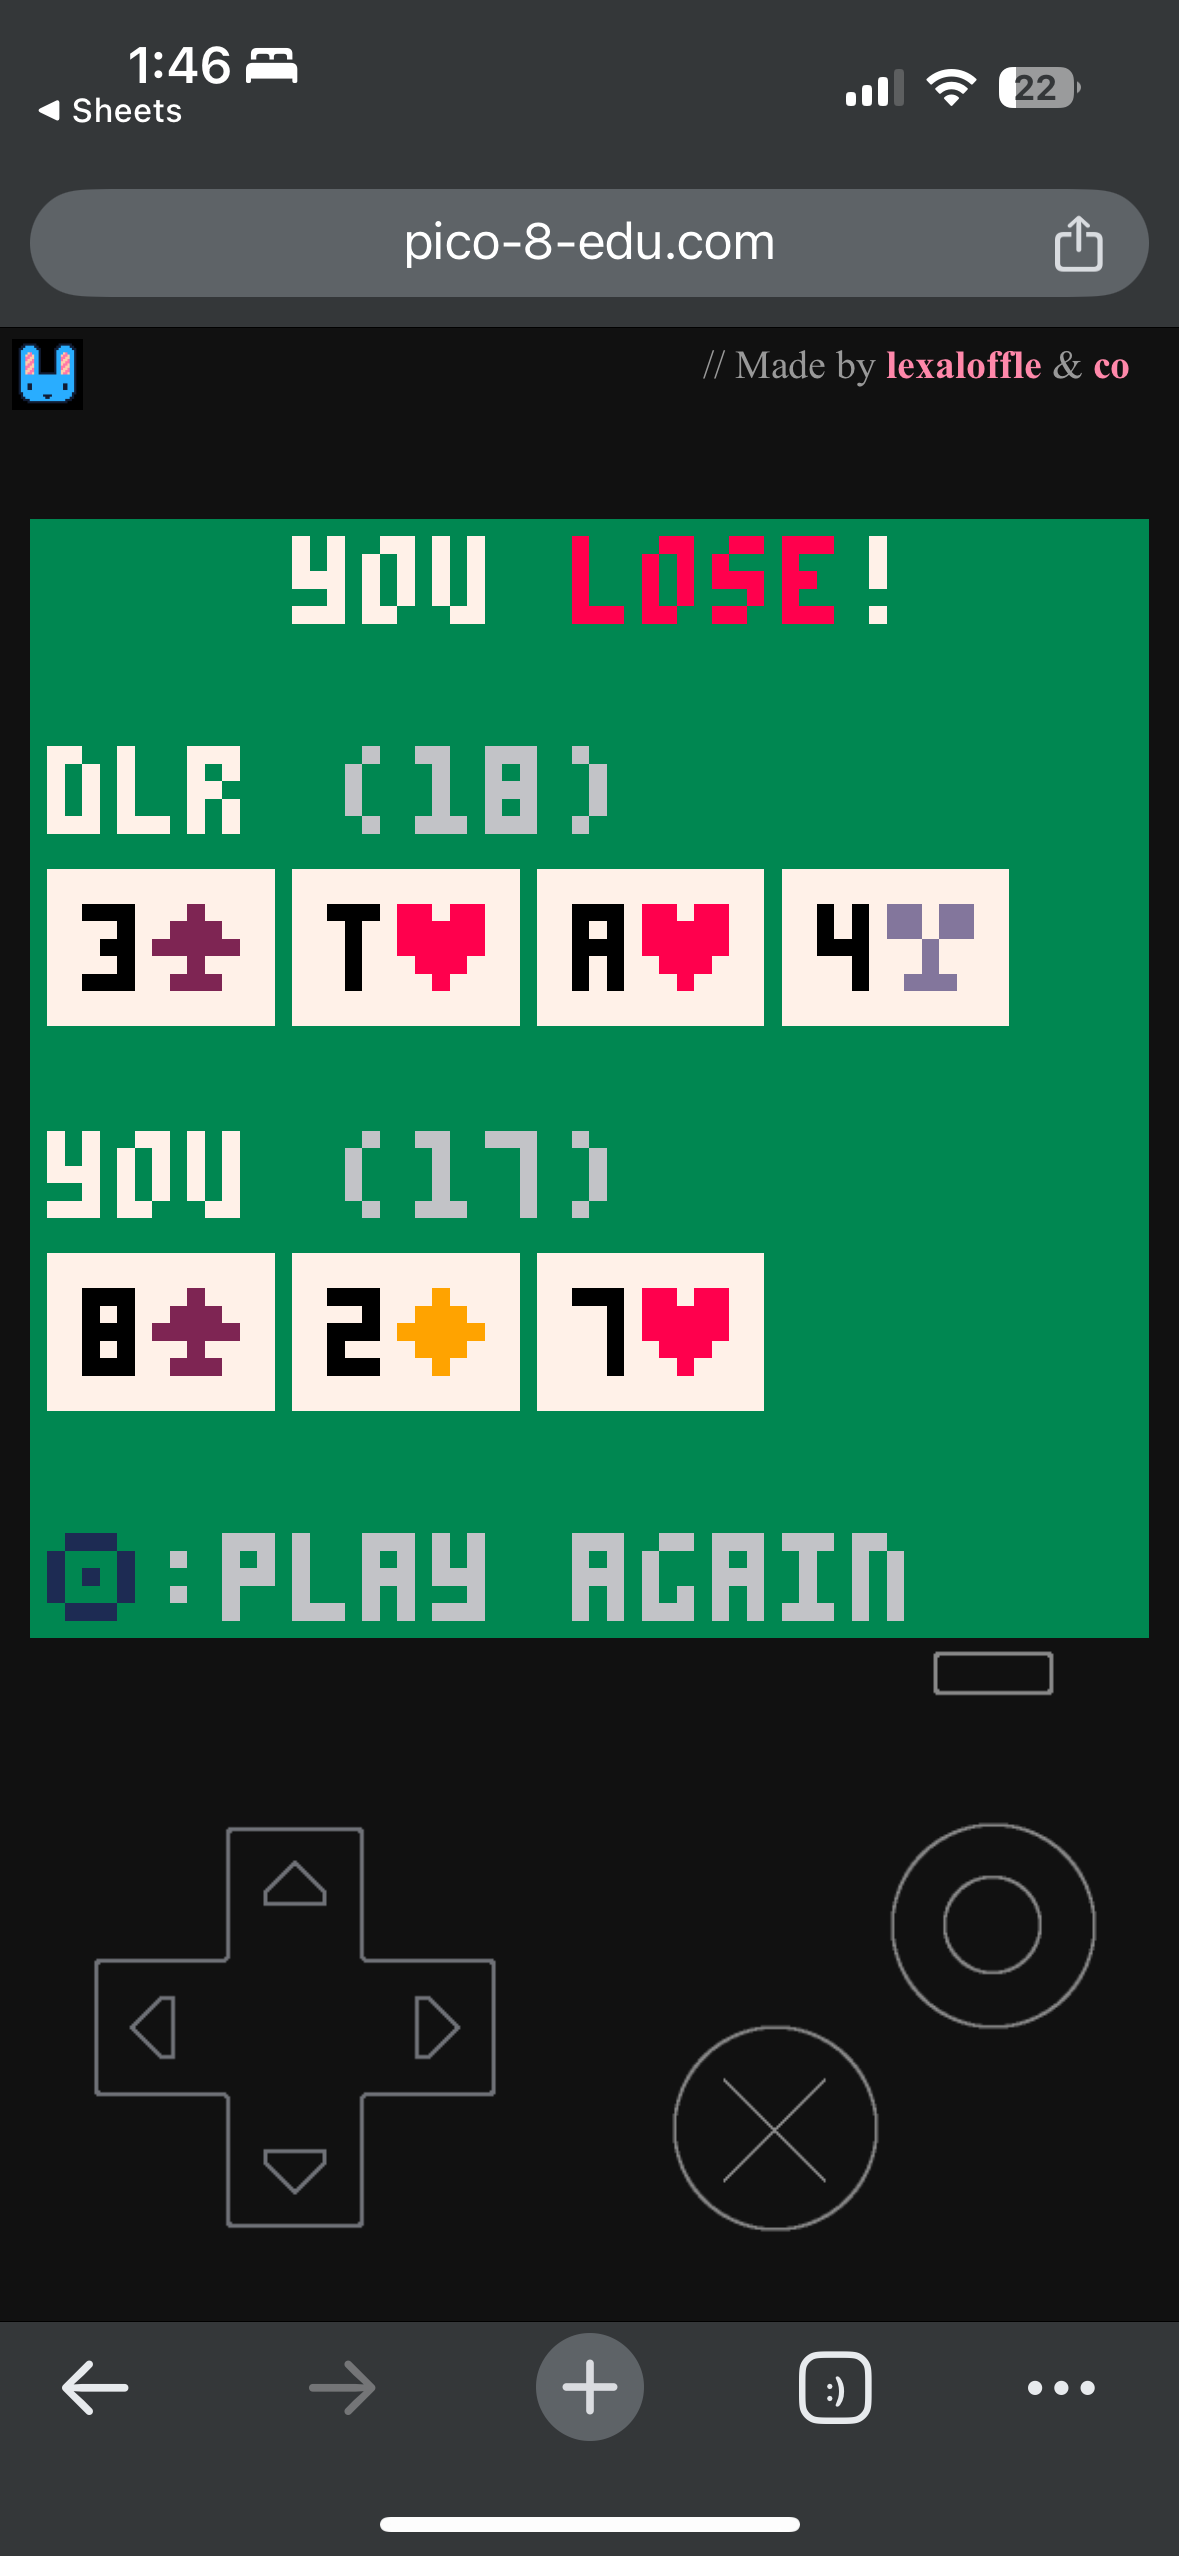 1:46
22
Sheets
pico-8-edu.com
// Made by lexaloffle & co
YOU LOSE!
DLR (18)
3♠ T♥ A♥ 4
YOU (17)
8♠ 2♦ 7♥
🅾:PLAY AGAIN
:)